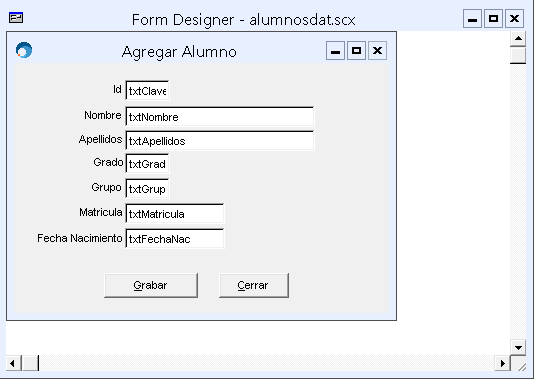 Form Designer - alumnosdat.scx
Agregar Alumno
Id txtClave
Nombre txtNombre
Apellidos txtApellidos
Grado txtGrad
Grupo txtGrup
Matricula txtMatricula
Fecha Nacimiento txtFechaNac
Grabar Cerrar